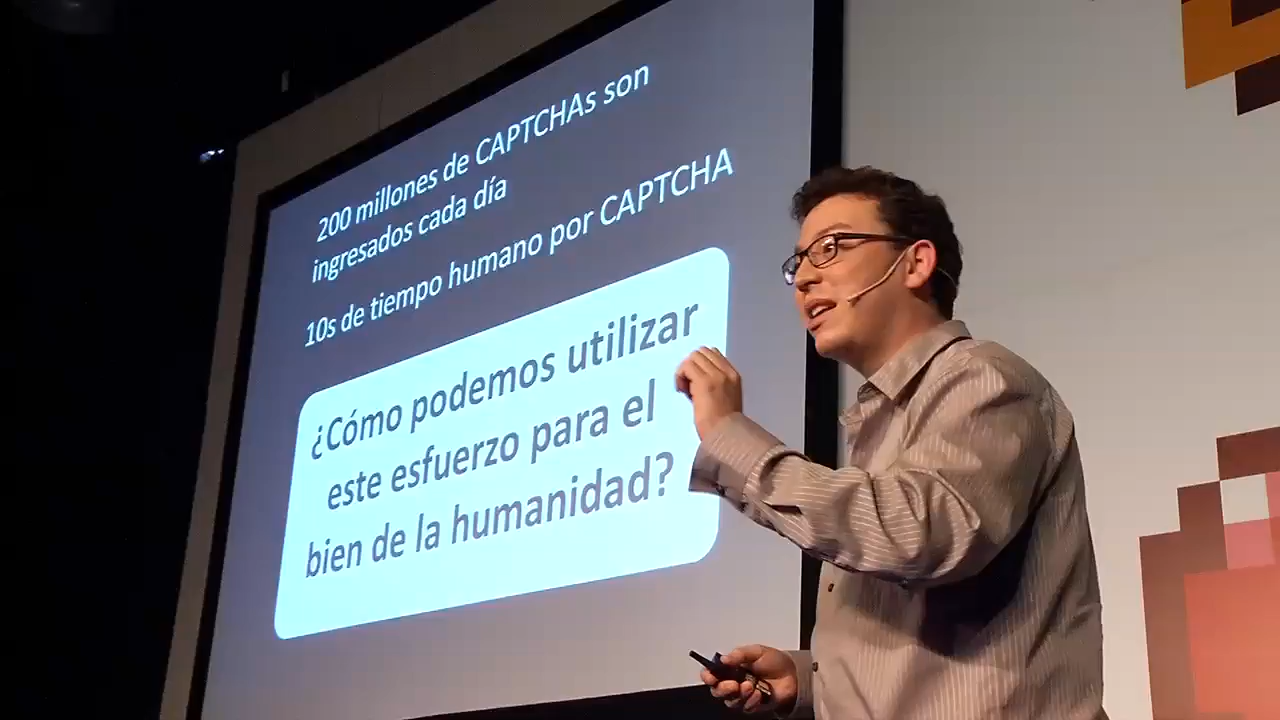 200 millones de CAPTCHAs son
ingresados cada día
10s de tiempo humano por CAPTCHA
¿Cómo podemos utilizar
este esfuerzo para el
bien de la humanidad?